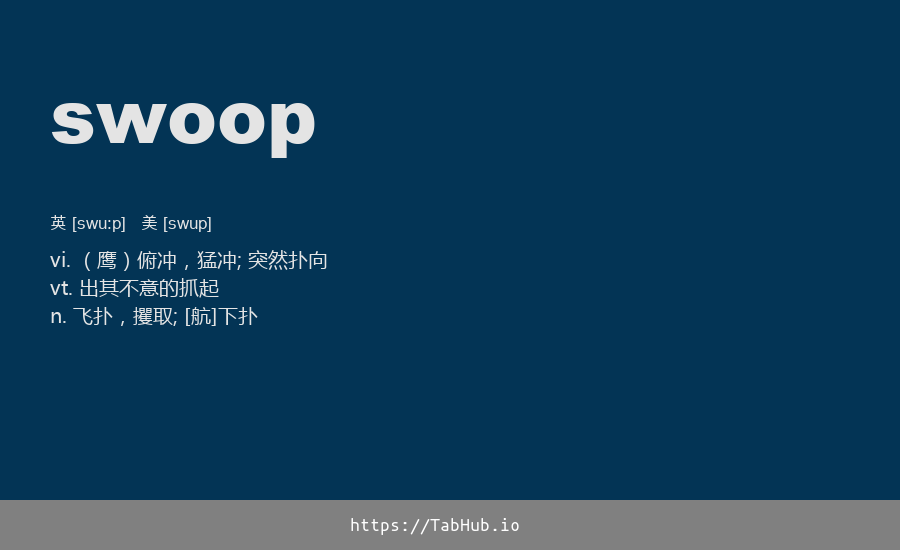 swoop
英 [swuːp]   美 [swup]
vi. （鹰）俯冲，猛冲; 突然扑向
vt. 出其不意的抓起
n. 飞扑，攫取; [航]下扑
https://TabHub.io